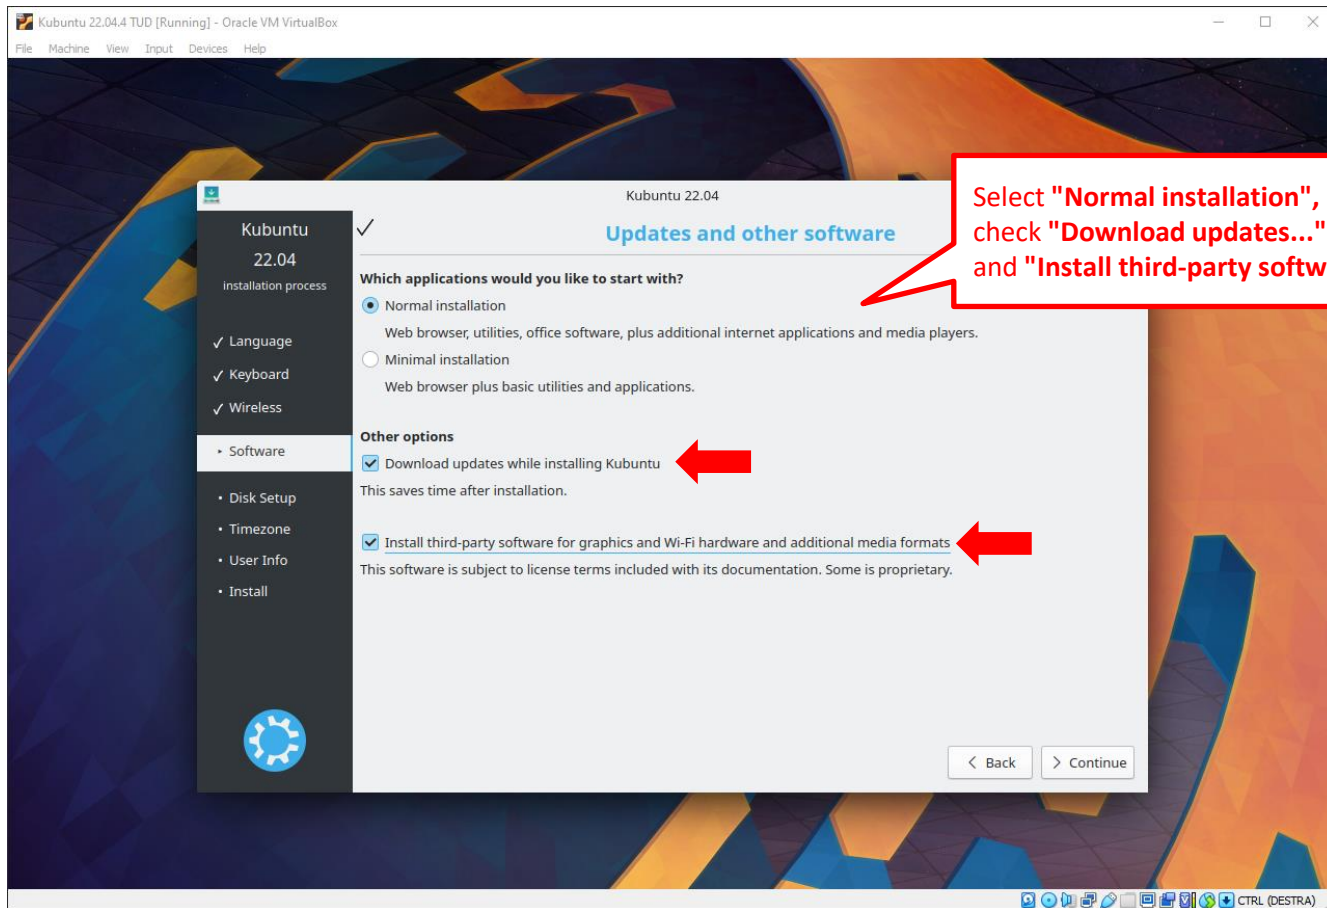 Kubuntu 22.04.4 TUD [Running] - Oracle VM VirtualBox
File Machine View Input Devices Help
Kubuntu 22.04
Select "Normal installation",
check "Download updates..."
and "Install third-party softw
Kubuntu
22.04
installation process
✓ Language
✓ Keyboard
✓ Wireless
‣ Software
• Disk Setup
• Timezone
• User Info
• Install
Updates and other software
Which applications would you like to start with?
Normal installation
Web browser, utilities, office software, plus additional internet applications and media players.
Minimal installation
Web browser plus basic utilities and applications.
Other options
Download updates while installing Kubuntu
This saves time after installation.
Install third-party software for graphics and Wi-Fi hardware and additional media formats
This software is subject to license terms included with its documentation. Some is proprietary.
< Back
> Continue
CTRL (DESTRA)